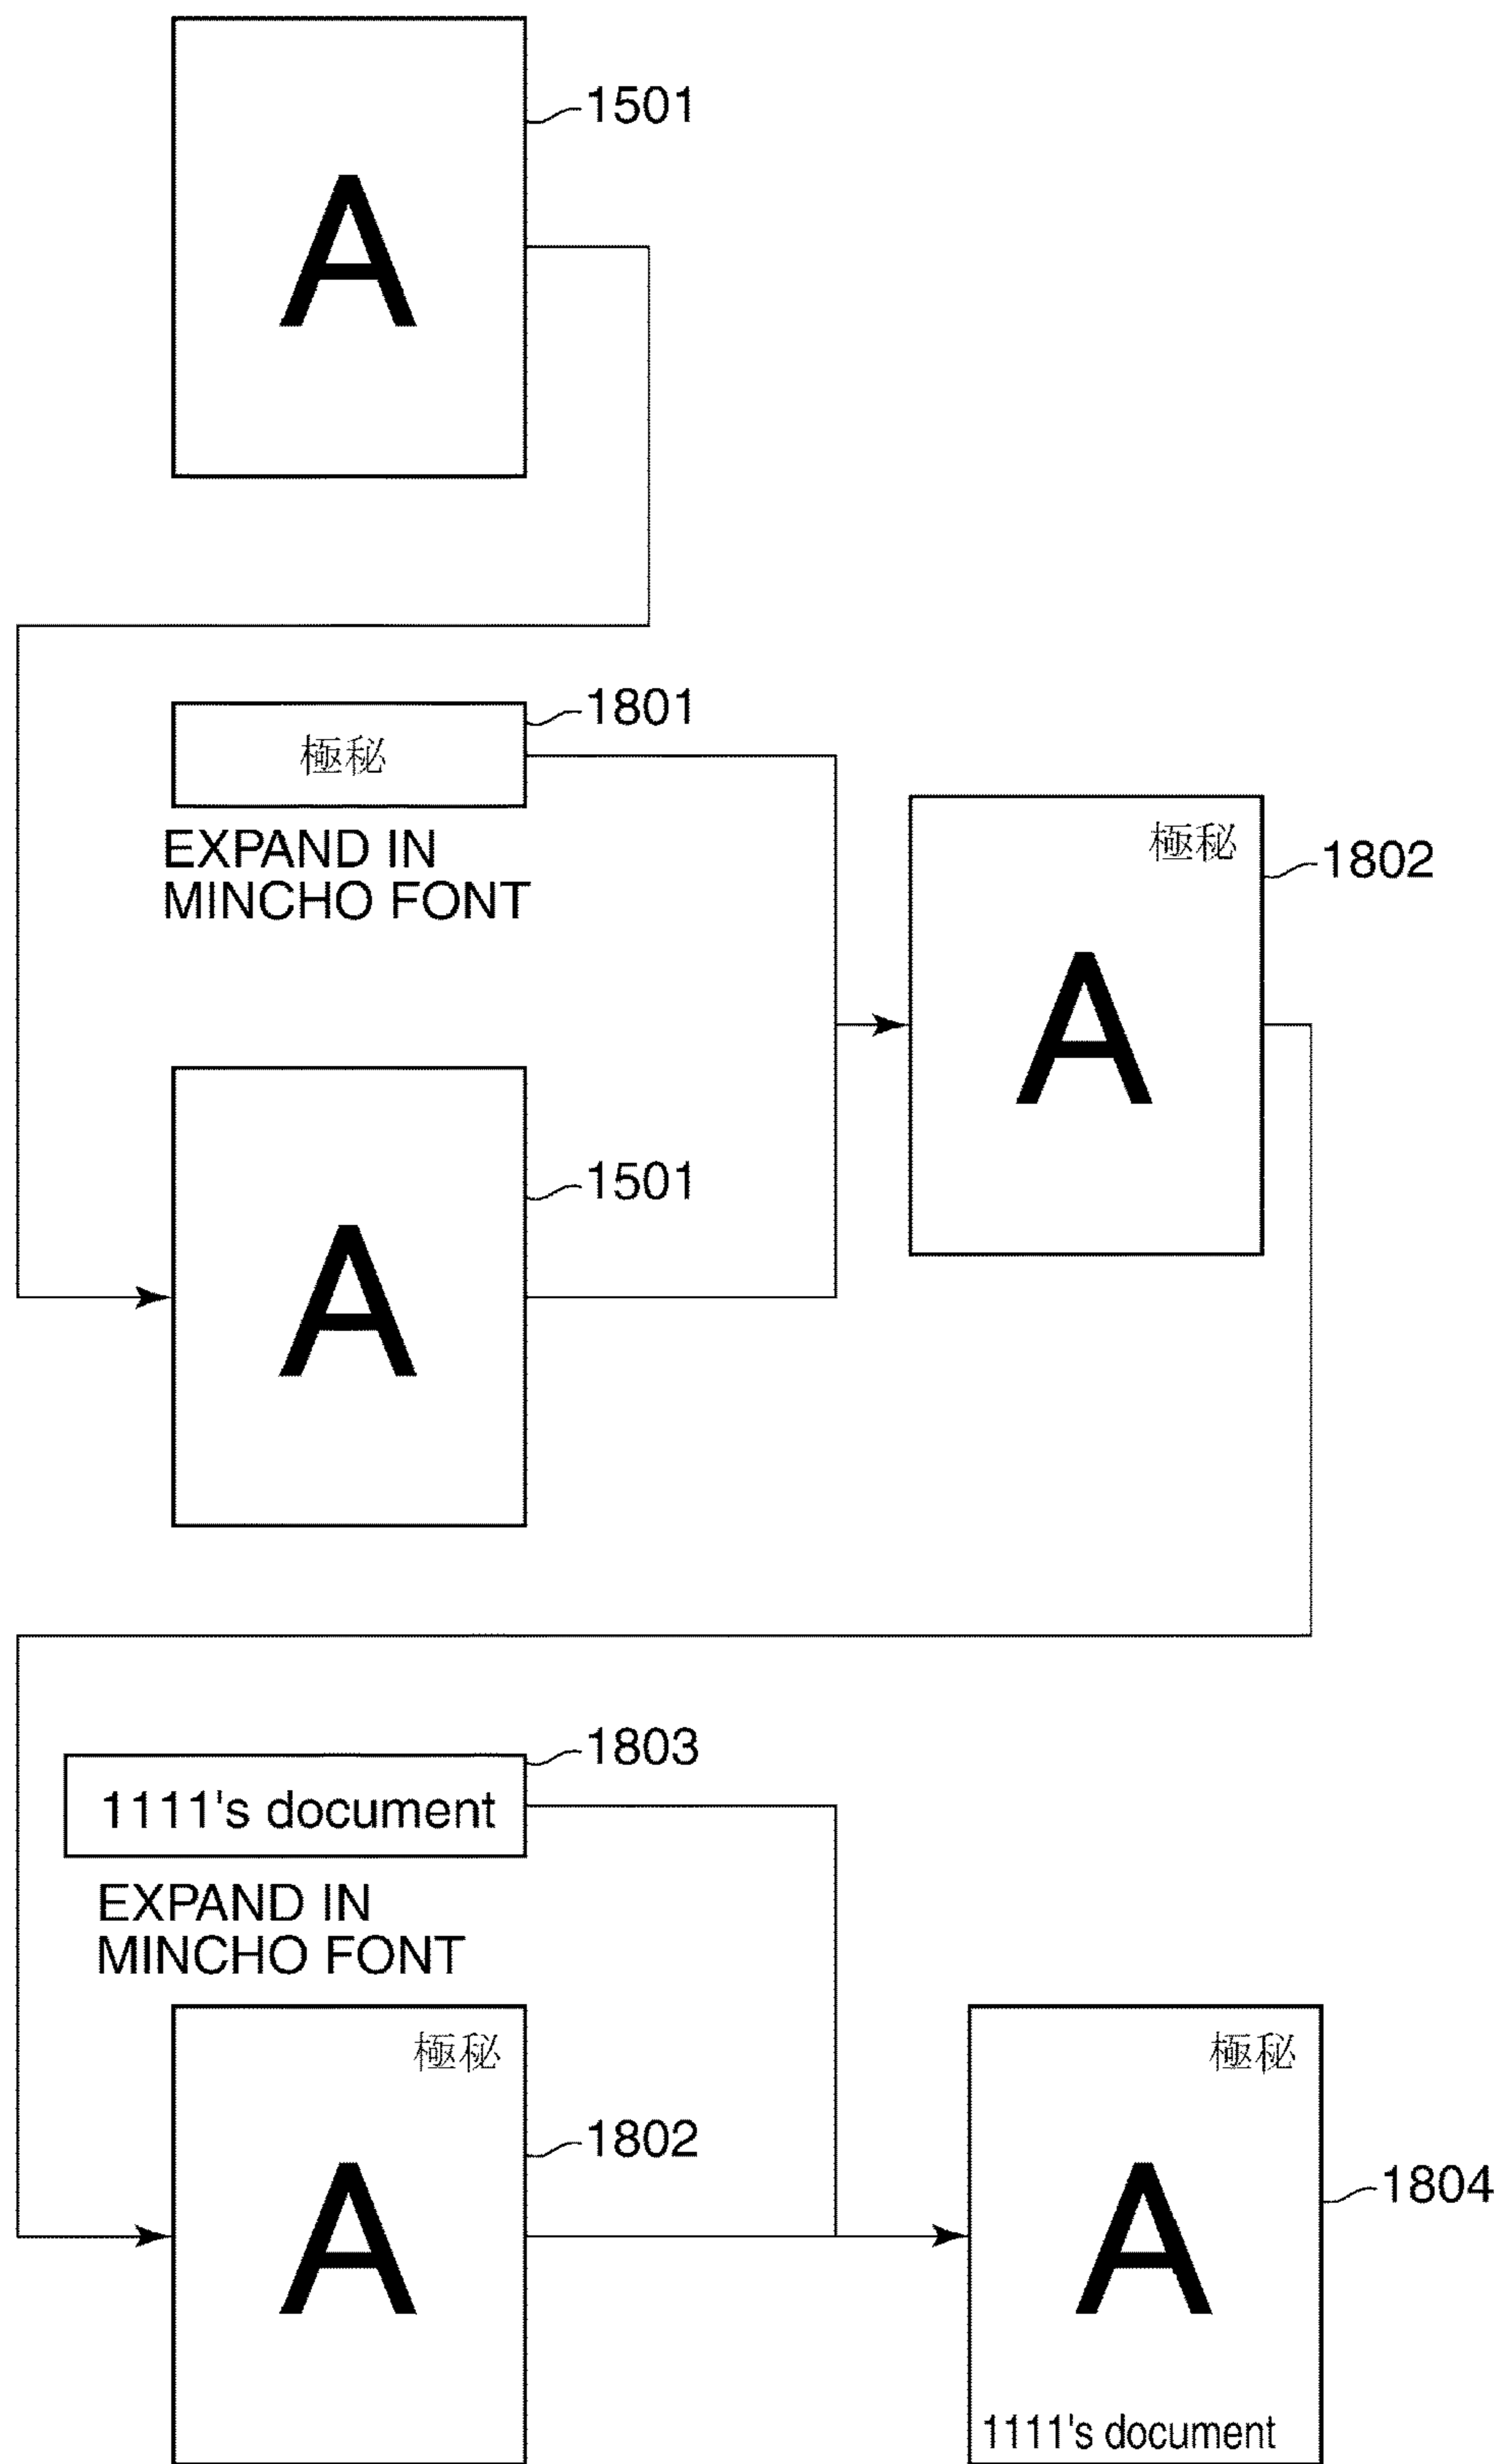 1501
A
1801
極秘
EXPAND IN
MINCHO FONT
極秘
1802
A
1501
A
1803
1111's document
EXPAND IN
MINCHO FONT
極秘
1802
A
極秘
1804
A
1111's document